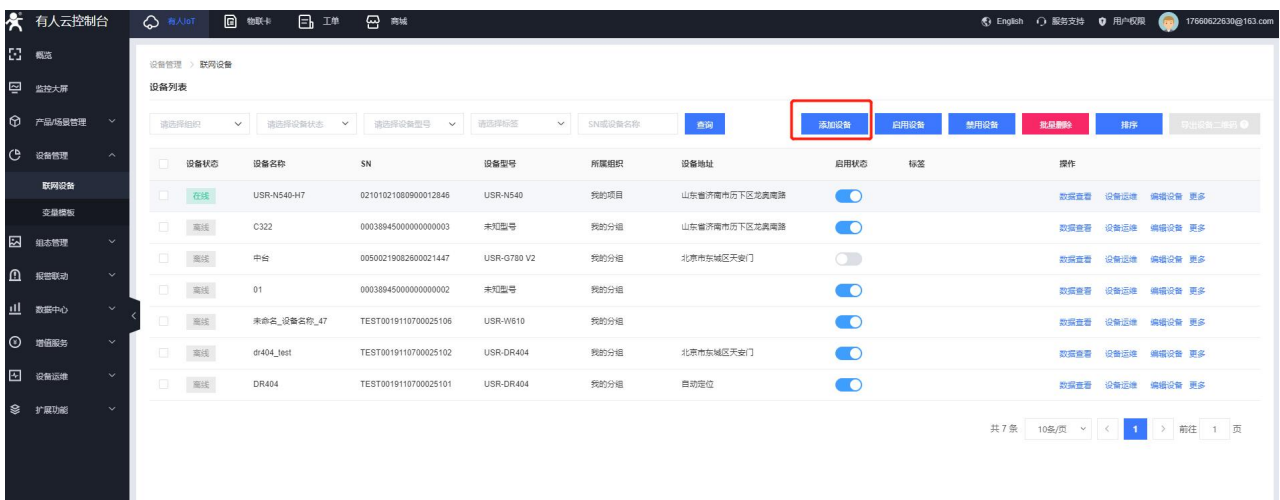 有人云控制台 有人IoT 物联卡 工单 商城 English 服务支持 用户权限 17660622630@163.com
概览
监控大屏
产品/场景管理
设备管理
联网设备
变量模板
组态管理
报警联动
数据中心
增值服务
设备运维
扩展功能
设备管理 > 联网设备
设备列表
请选择组织 请选择设备状态 请选择设备型号 请选择标签 SN或设备名称 查询 添加设备 启用设备 禁用设备 批量删除 排序 导出设备二维码
设备状态 设备名称 SN 设备型号 所属组织 设备地址 启用状态 标签 操作
在线 USR-N540-H7 02101021080900012846 USR-N540 我的项目 山东省济南市历下区龙奥南路 数据查看 设备运维 编辑设备 更多
离线 C322 00038945000000000003 未知型号 我的分组 山东省济南市历下区龙奥南路 数据查看 设备运维 编辑设备 更多
离线 中台 00500219082600021447 USR-G780 V2 我的分组 北京市东城区天安门 数据查看 设备运维 编辑设备 更多
离线 01 00038945000000000002 未知型号 我的分组 数据查看 设备运维 编辑设备 更多
离线 未命名_设备名称_47 TEST0019110700025106 USR-W610 我的分组 数据查看 设备运维 编辑设备 更多
离线 dr404_test TEST0019110700025102 USR-DR404 我的分组 北京市东城区天安门 数据查看 设备运维 编辑设备 更多
离线 DR404 TEST0019110700025101 USR-DR404 我的分组 自动定位 数据查看 设备运维 编辑设备 更多
共 7 条 10条/页 < 1 > 前往 1 页